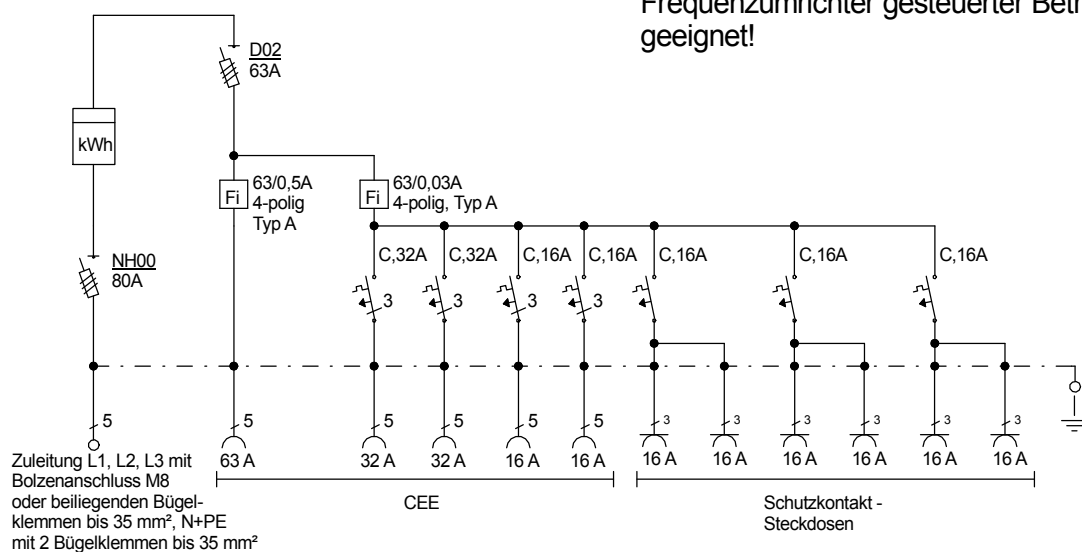 Frequenzumrichter gesteuerter
geeignet!
D02
63A
kWh
Fi
63/0,5A
4-polig
Typ A
Fi
63/0,03A
4-polig, Typ A
NH00
80A
C,32A
C,32A
C,16A
C,16A
C,16A
C,16A
C,16A
3
3
3
3
5
5
5
5
5
5
3
3
3
3
3
3
63 A
32 A
32 A
16 A
16 A
16 A
16 A
16 A
16 A
16 A
16 A
Zuleitung L1, L2, L3 mit
Bolzenanschluss M8
oder beiliegenden Bügel-
klemmen bis 35 mm², N+PE
mit 2 Bügelklemmen bis 35 mm²
CEE
Schutzkontakt -
Steckdosen